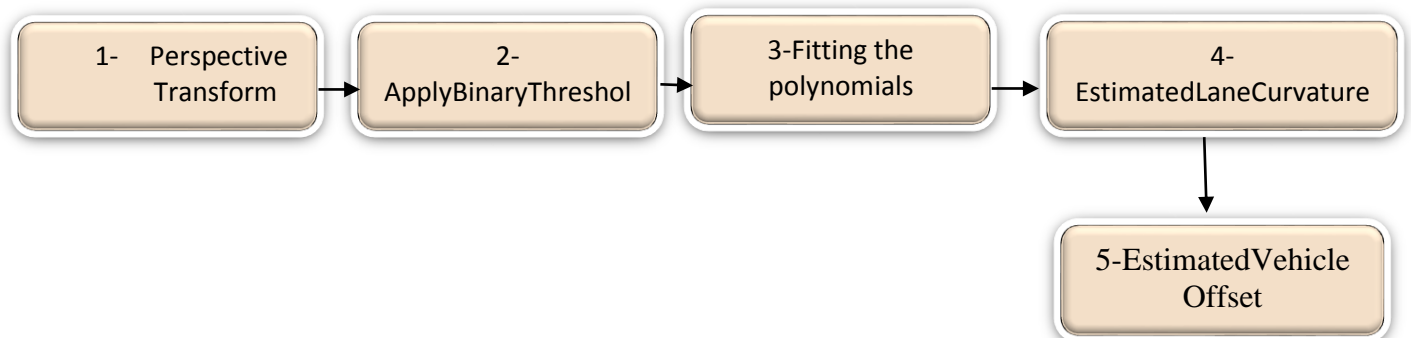 1- Perspective
Transform
2-
ApplyBinaryThreshol
3-Fitting the
polynomials
4-
EstimatedLaneCurvature
5-EstimatedVehicle
Offset